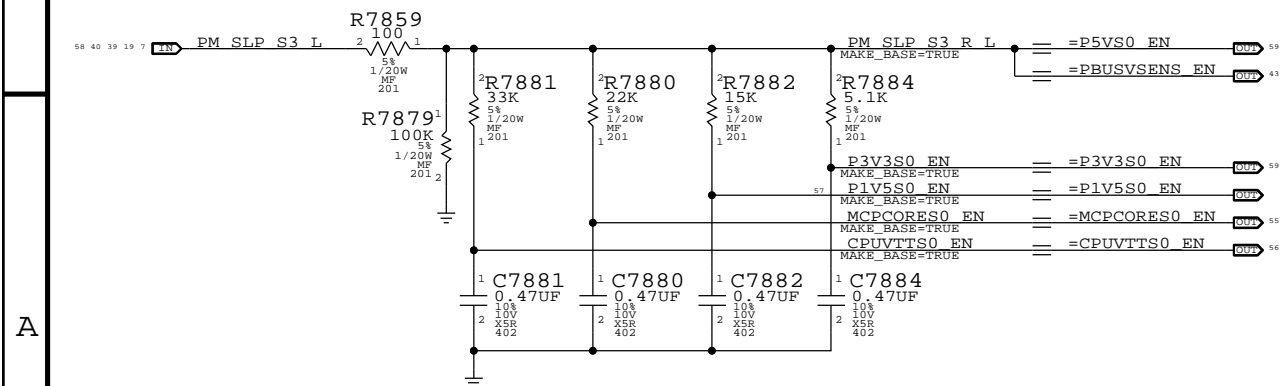 R7859
100
58 40 39 19 7 IN PM_SLP_S3_L 2 1
5%
1/20W
MF
201
PM_SLP_S3_R_L
MAKE_BASE=TRUE
=P5VS0_EN OUT 59
=PBUSVSENS_EN OUT 43
R7879 1
100K
5%
1/20W
MF
201 2
2 R7881
33K
5%
1/20W
MF
1 201
2 R7880
22K
5%
1/20W
MF
1 201
2 R7882
15K
5%
1/20W
MF
1 201
2 R7884
5.1K
5%
1/20W
MF
1 201
P3V3S0_EN =P3V3S0_EN OUT 59
MAKE_BASE=TRUE
57 P1V5S0_EN =P1V5S0_EN OUT
MAKE_BASE=TRUE
MCPCORES0_EN =MCPCORES0_EN OUT 55
MAKE_BASE=TRUE
CPUVTTS0_EN =CPUVTTS0_EN OUT 56
MAKE_BASE=TRUE
1 C7881
0.47UF
10%
10V
2 X5R
402
1 C7880
0.47UF
10%
10V
2 X5R
402
1 C7882
0.47UF
10%
10V
2 X5R
402
1 C7884
0.47UF
10%
10V
2 X5R
402
A